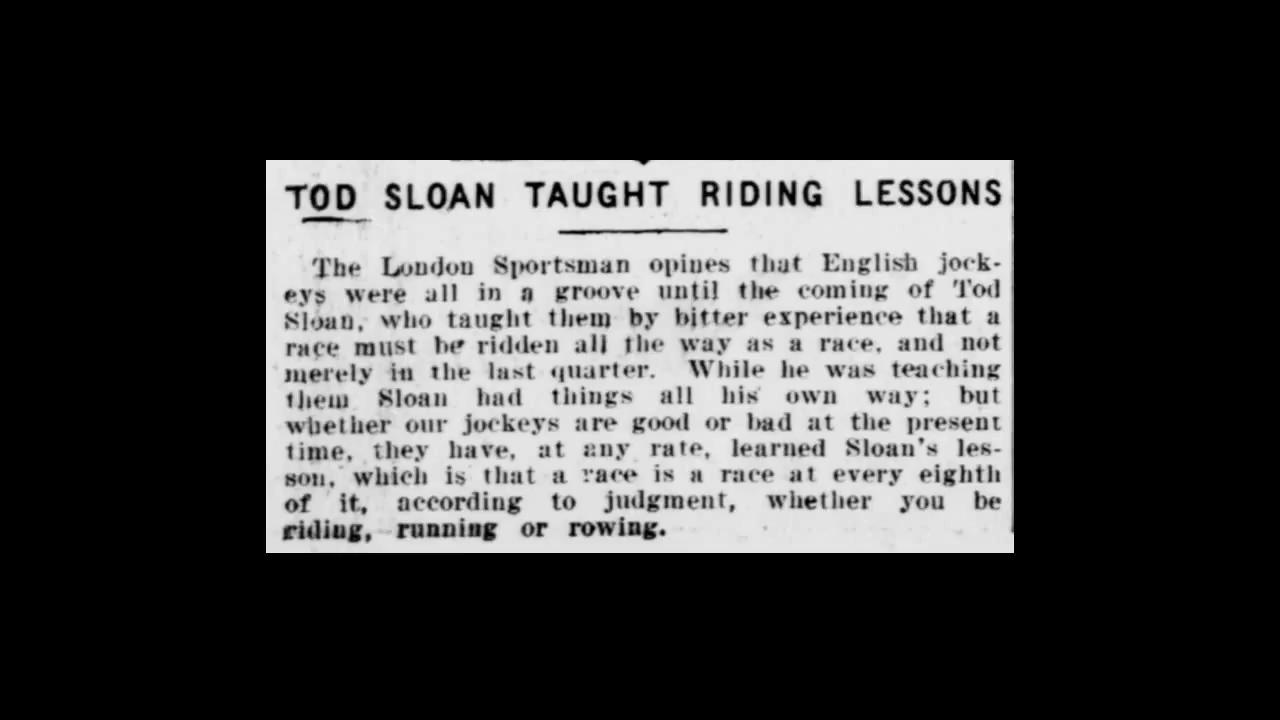 TOD SLOAN TAUGHT RIDING LESSONS
The London Sportsman opines that English jock-
eys were all in a groove until the coming of Tod
Sloan, who taught them by bitter experience that a
race must be ridden all the way as a race, and not
merely in the last quarter. While he was teaching
them Sloan had things all his own way; but
whether our jockeys are good or bad at the present
time, they have, at any rate, learned Sloan's les-
son, which is that a race is a race at every eighth
of it, according to judgment, whether you be
riding, running or rowing.